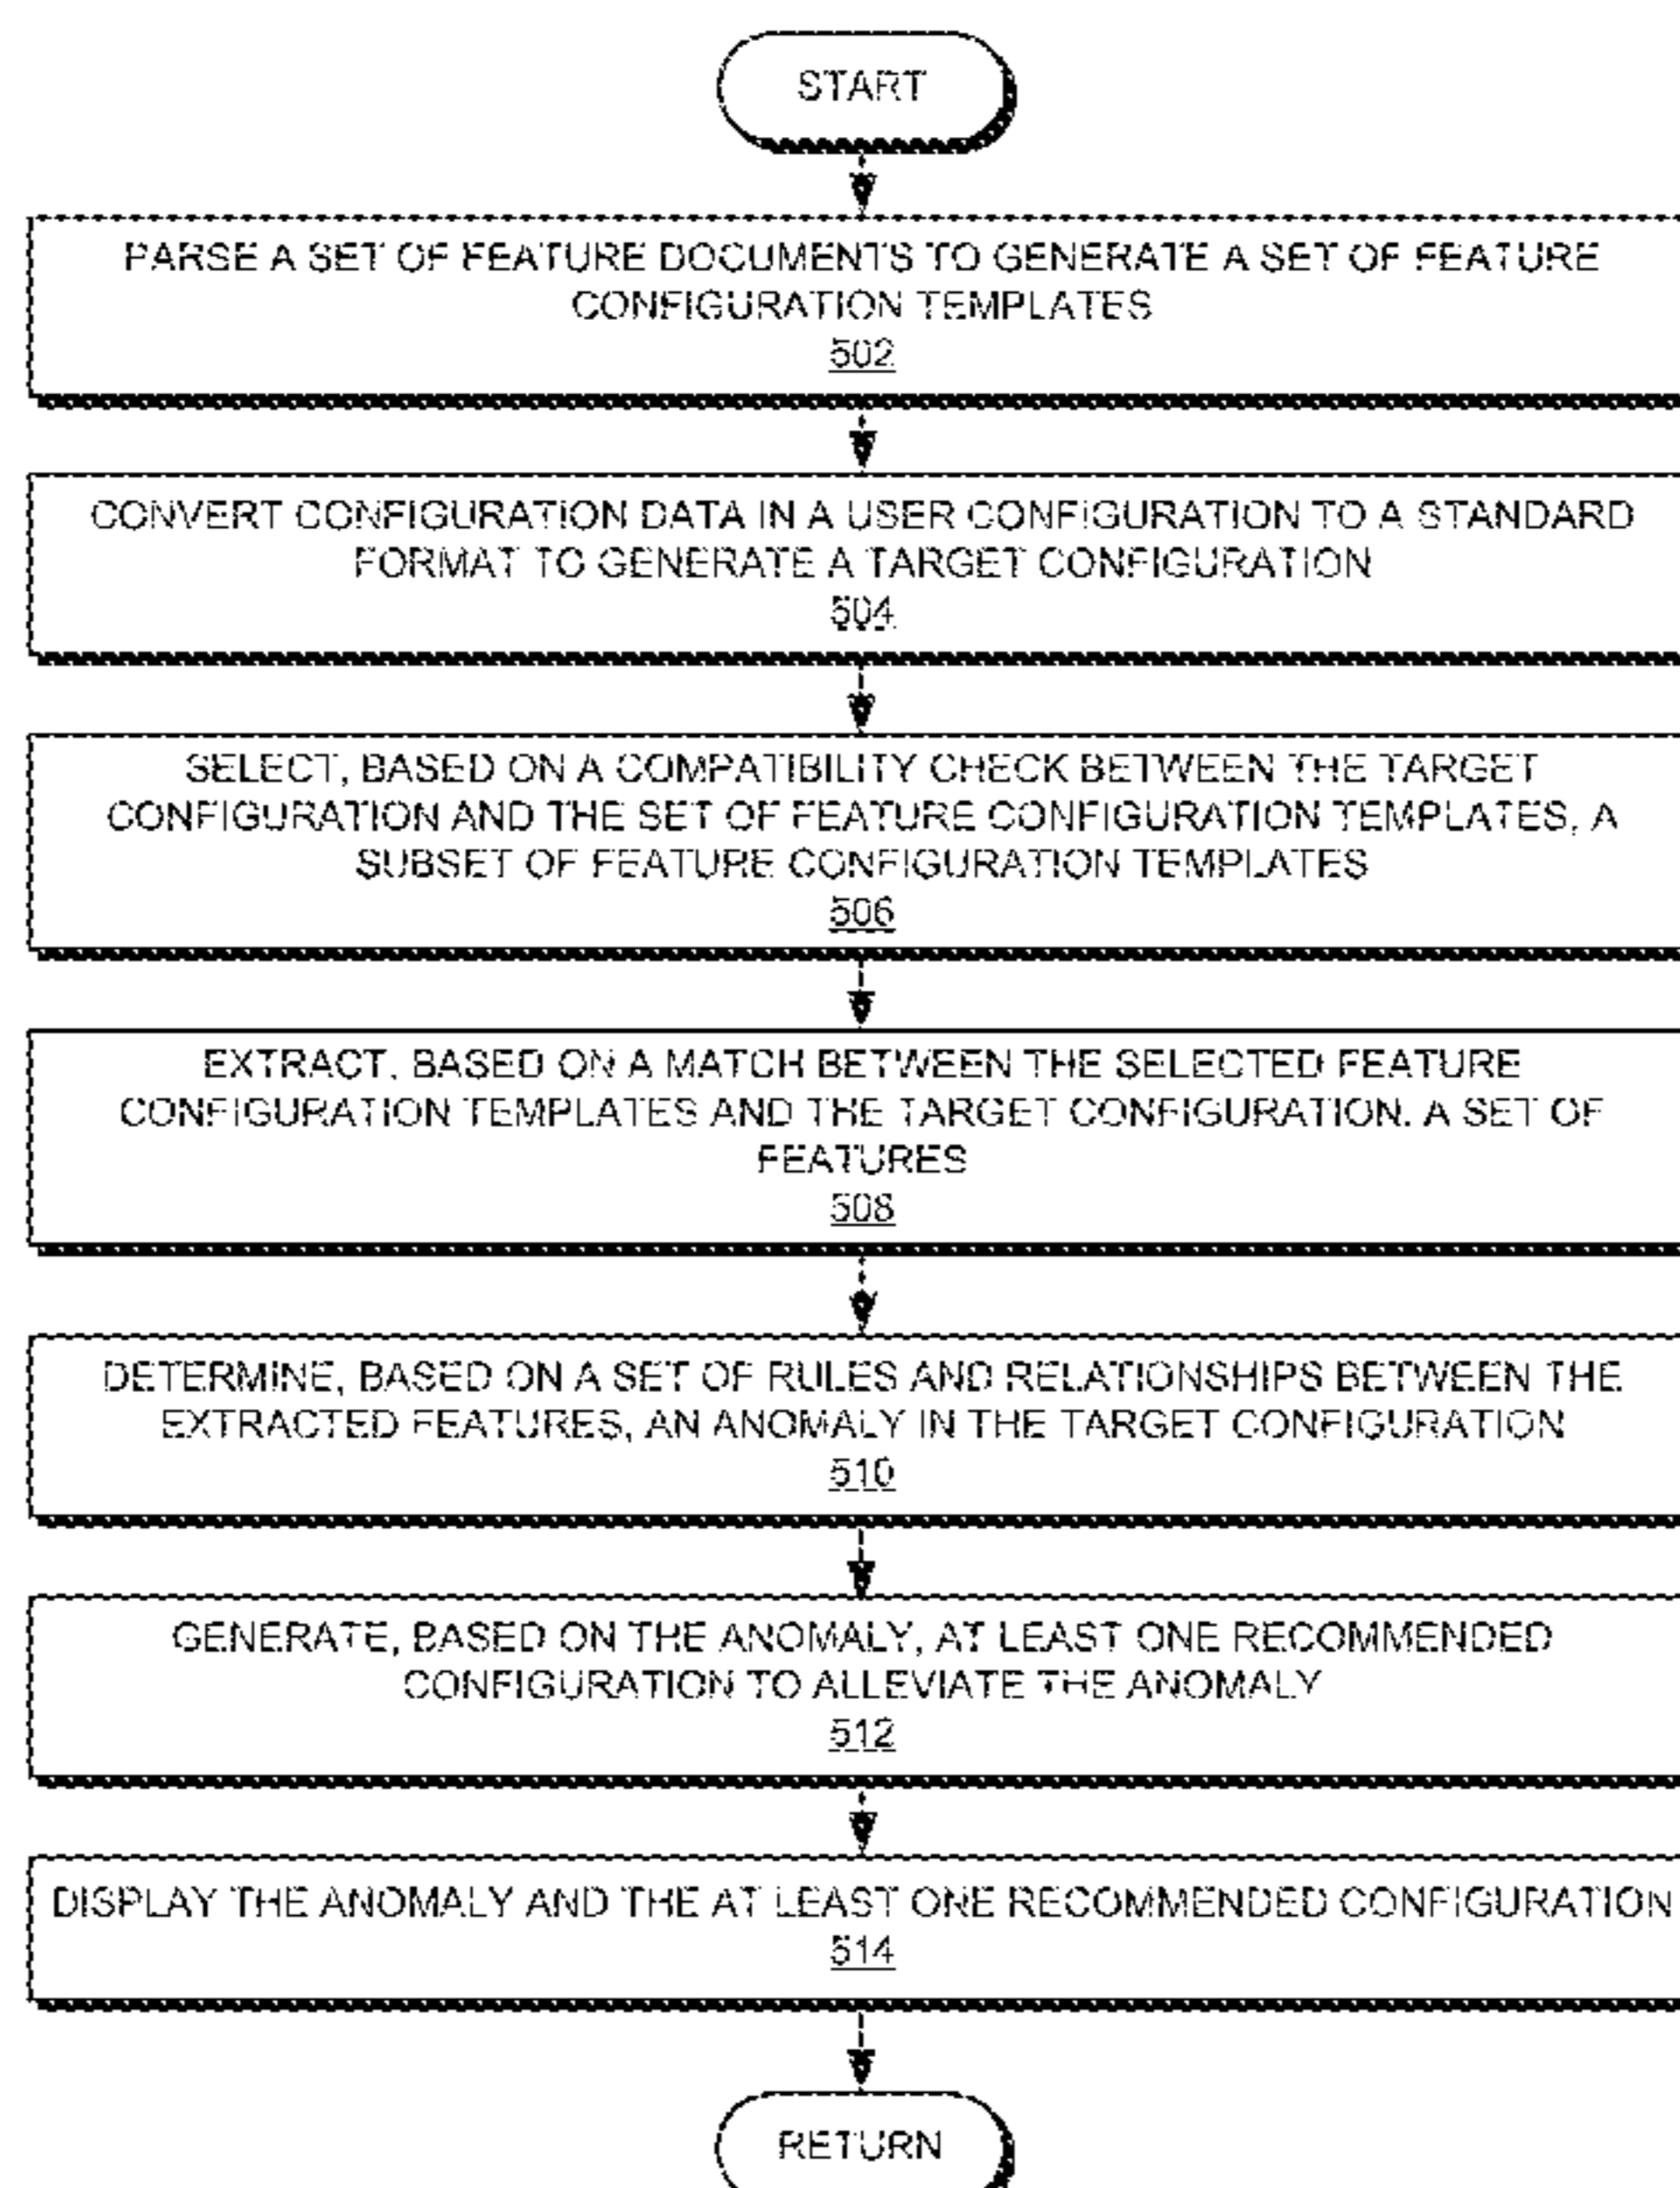 START
PARSE A SET OF FEATURE DOCUMENTS TO GENERATE A SET OF FEATURE
CONFIGURATION TEMPLATES
502
CONVERT CONFIGURATION DATA IN A USER CONFIGURATION TO A STANDARD
FORMAT TO GENERATE A TARGET CONFIGURATION
504
SELECT, BASED ON A COMPATIBILITY CHECK BETWEEN THE TARGET
CONFIGURATION AND THE SET OF FEATURE CONFIGURATION TEMPLATES, A
SUBSET OF FEATURE CONFIGURATION TEMPLATES
506
EXTRACT, BASED ON A MATCH BETWEEN THE SELECTED FEATURE
CONFIGURATION TEMPLATES AND THE TARGET CONFIGURATION, A SET OF
FEATURES
508
DETERMINE, BASED ON A SET OF RULES AND RELATIONSHIPS BETWEEN THE
EXTRACTED FEATURES, AN ANOMALY IN THE TARGET CONFIGURATION
510
GENERATE, BASED ON THE ANOMALY, AT LEAST ONE RECOMMENDED
CONFIGURATION TO ALLEVIATE THE ANOMALY
512
DISPLAY THE ANOMALY AND THE AT LEAST ONE RECOMMENDED CONFIGURATION
514
RETURN